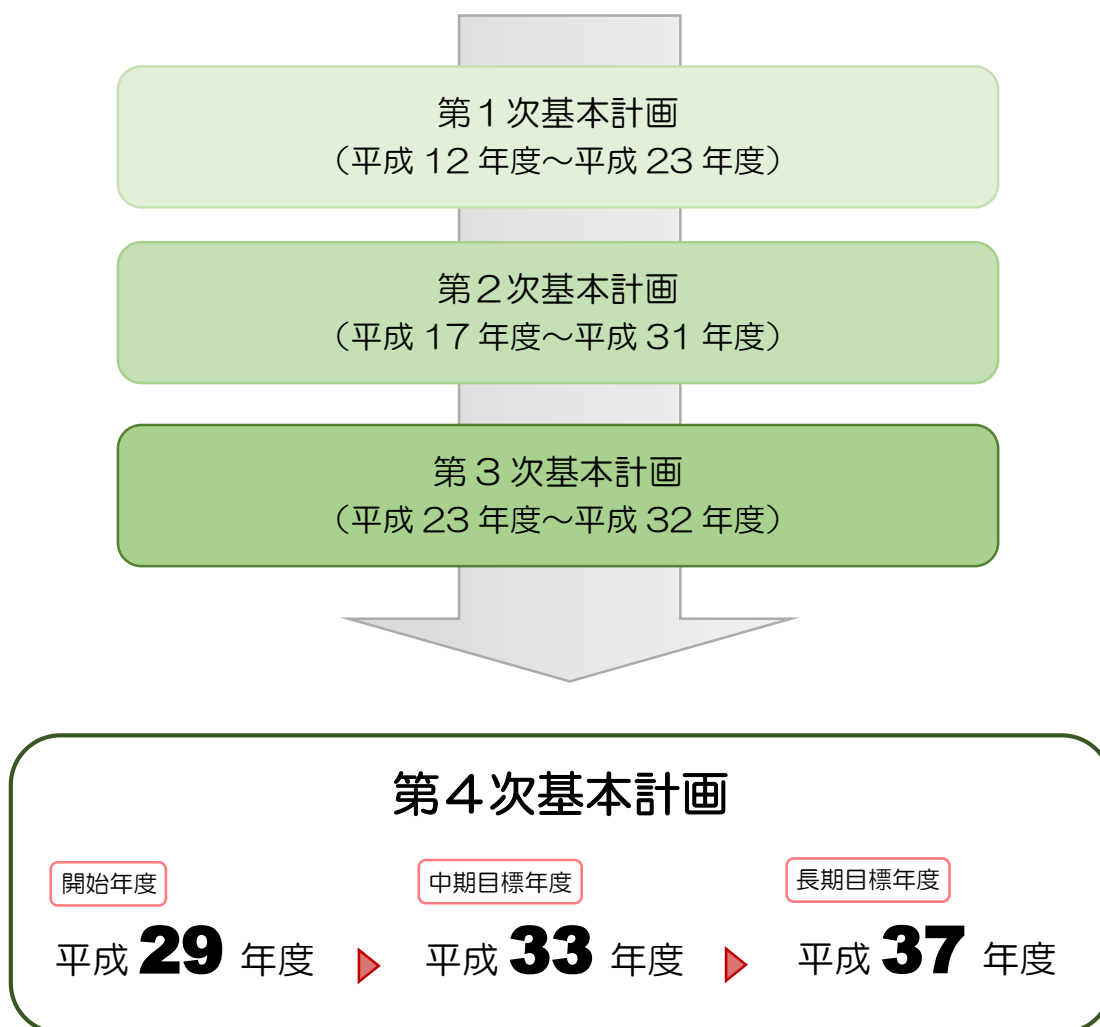 第1次基本計画
（平成 12 年度～平成 23 年度）
第2次基本計画
（平成 17 年度～平成 31 年度）
第 3 次基本計画
（平成 23 年度～平成 32 年度）
第4次基本計画
開始年度 中期目標年度 長期目標年度
平成 29 年度 平成 33 年度 平成 37 年度